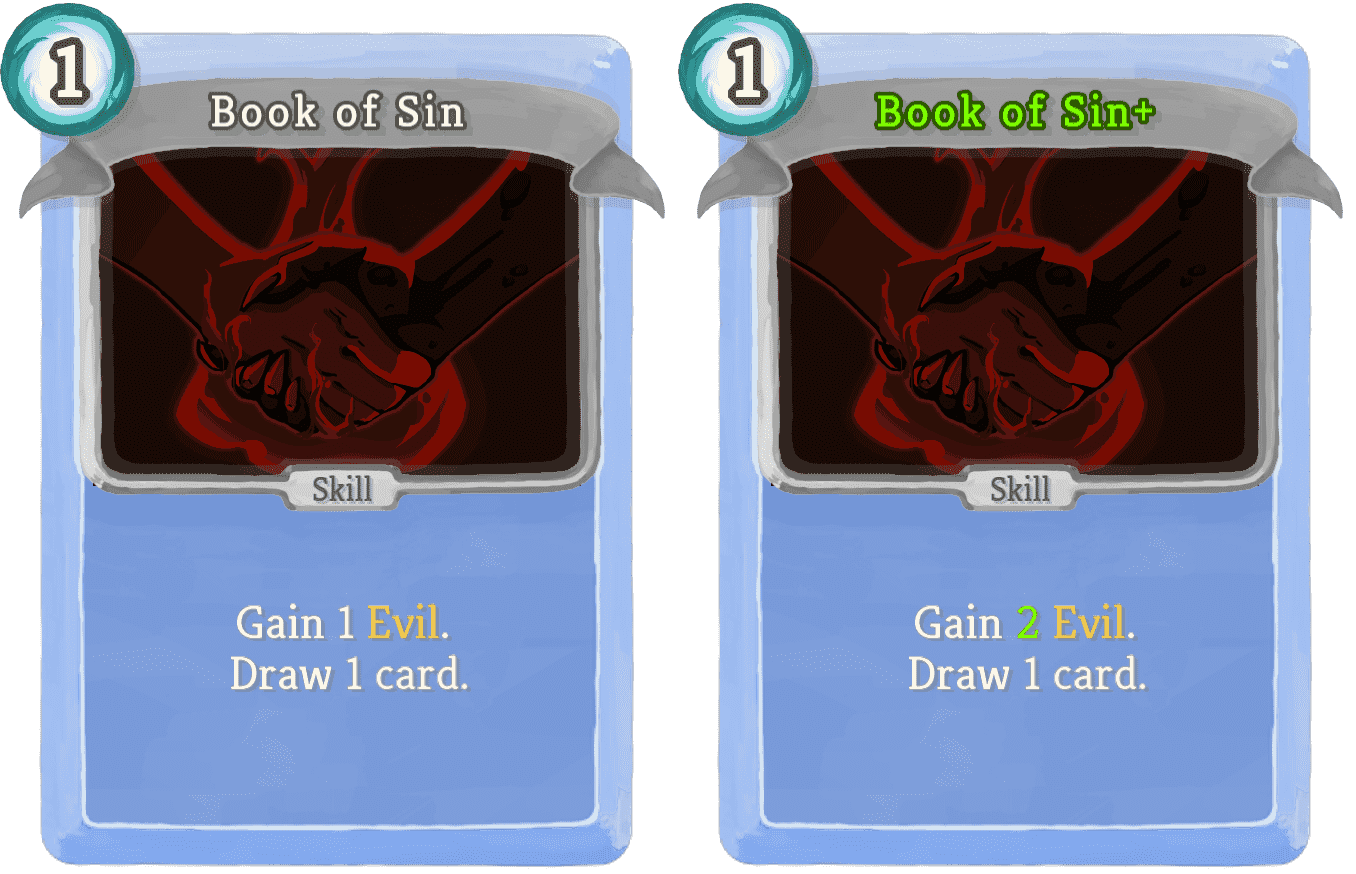 1
Book of Sin
Skill
Gain 1 Evil.
Draw 1 card.
1
Book of Sin+
Skill
Gain 2 Evil.
Draw 1 card.